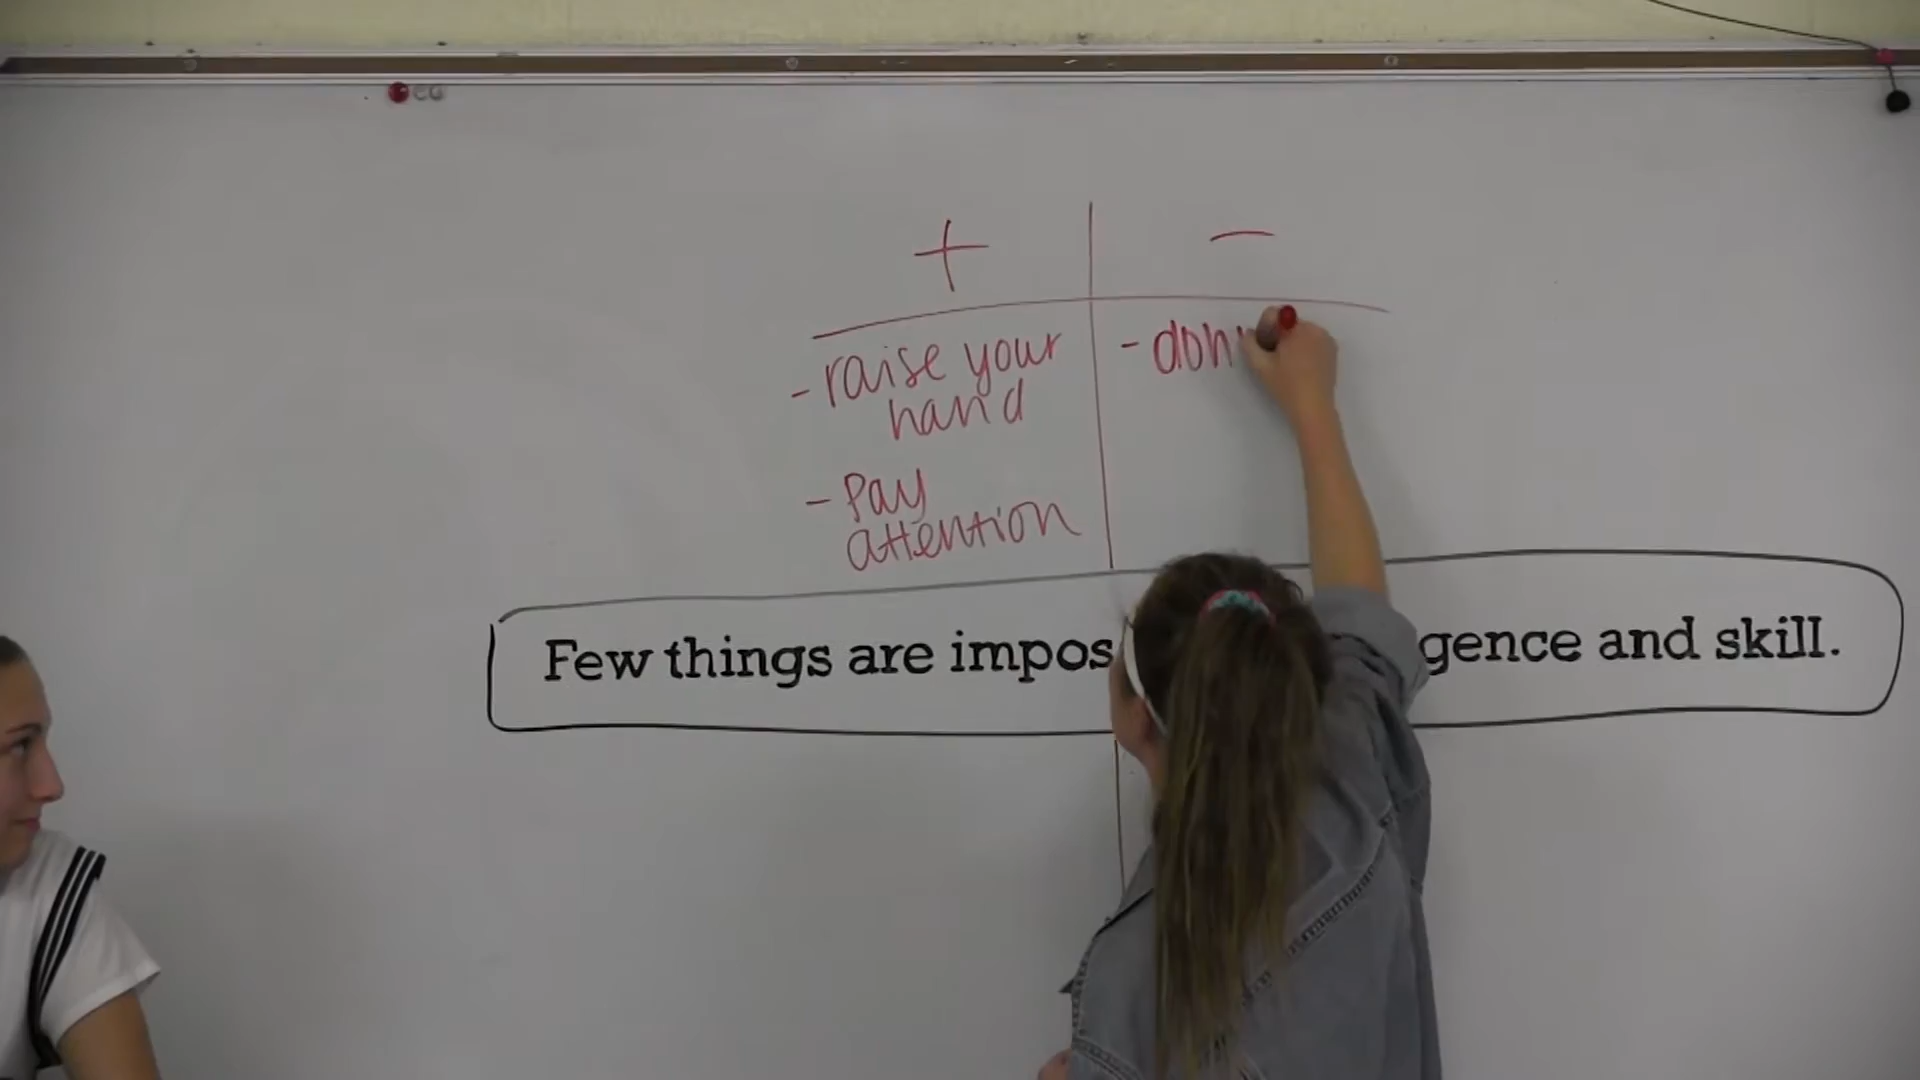 + -
- raise your
hand
- Pay
attention
- don
Few things are impos gence and skill.